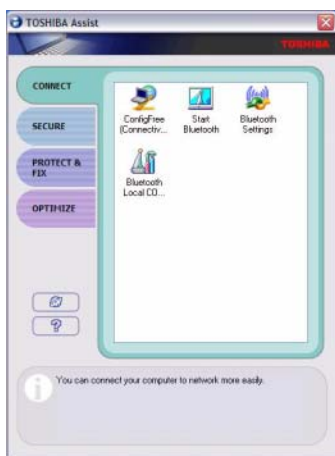 TOSHIBA Assist
TOSHIBA
CONNECT
SECURE
PROTECT &
FIX
OPTIMIZE
ConfigFree
(Connectiv...
Start
Bluetooth
Bluetooth
Settings
Bluetooth
Local CO...
?
You can connect your computer to network more easily.